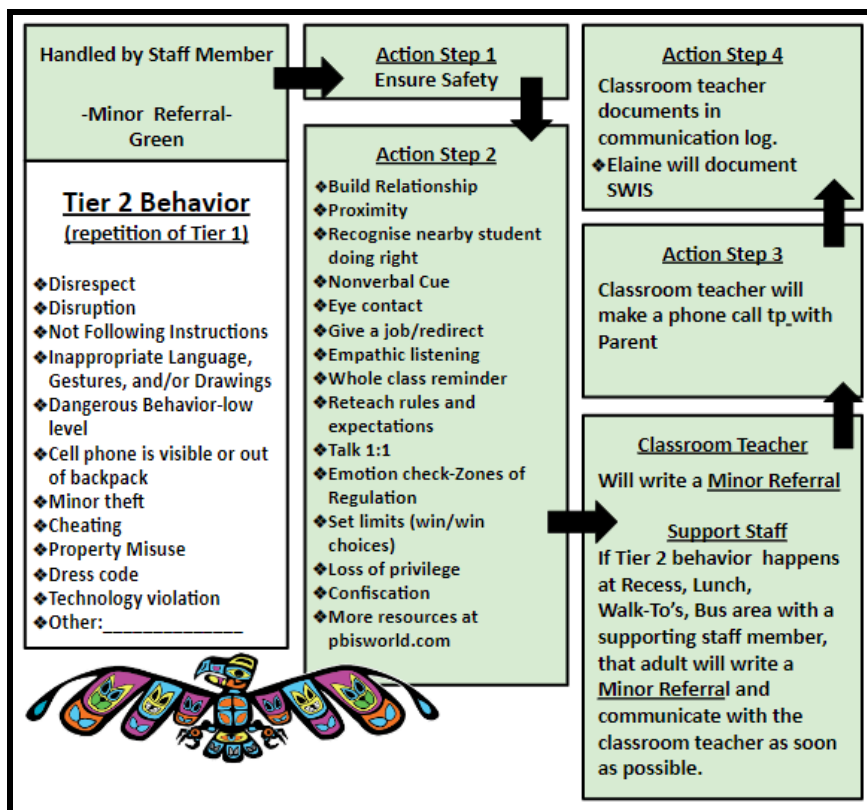 Handled by Staff Member
-Minor Referral-
Green
Tier 2 Behavior
(repetition of Tier 1)
❖Disrespect
❖Disruption
❖Not Following Instructions
❖Inappropriate Language,
Gestures, and/or Drawings
❖Dangerous Behavior-low
level
❖Cell phone is visible or out
of backpack
❖Minor theft
❖Cheating
❖Property Misuse
❖Dress code
❖Technology violation
❖Other:______________
Action Step 1
Ensure Safety
Action Step 2
❖Build Relationship
❖Proximity
❖Recognise nearby student
doing right
❖Nonverbal Cue
❖Eye contact
❖Give a job/redirect
❖Empathic listening
❖Whole class reminder
❖Reteach rules and
expectations
❖Talk 1:1
❖Emotion check-Zones of
Regulation
❖Set limits (win/win
choices)
❖Loss of privilege
❖Confiscation
❖More resources at
pbisworld.com
Classroom Teacher
Will write a Minor Referral
Support Staff
If Tier 2 behavior happens
at Recess, Lunch,
Walk-To's, Bus area with a
supporting staff member,
that adult will write a
Minor Referral and
communicate with the
classroom teacher as soon
as possible.
Action Step 3
Classroom teacher will
make a phone call tp_with
Parent
Action Step 4
Classroom teacher
documents in
communication log.
❖Elaine will document
SWIS